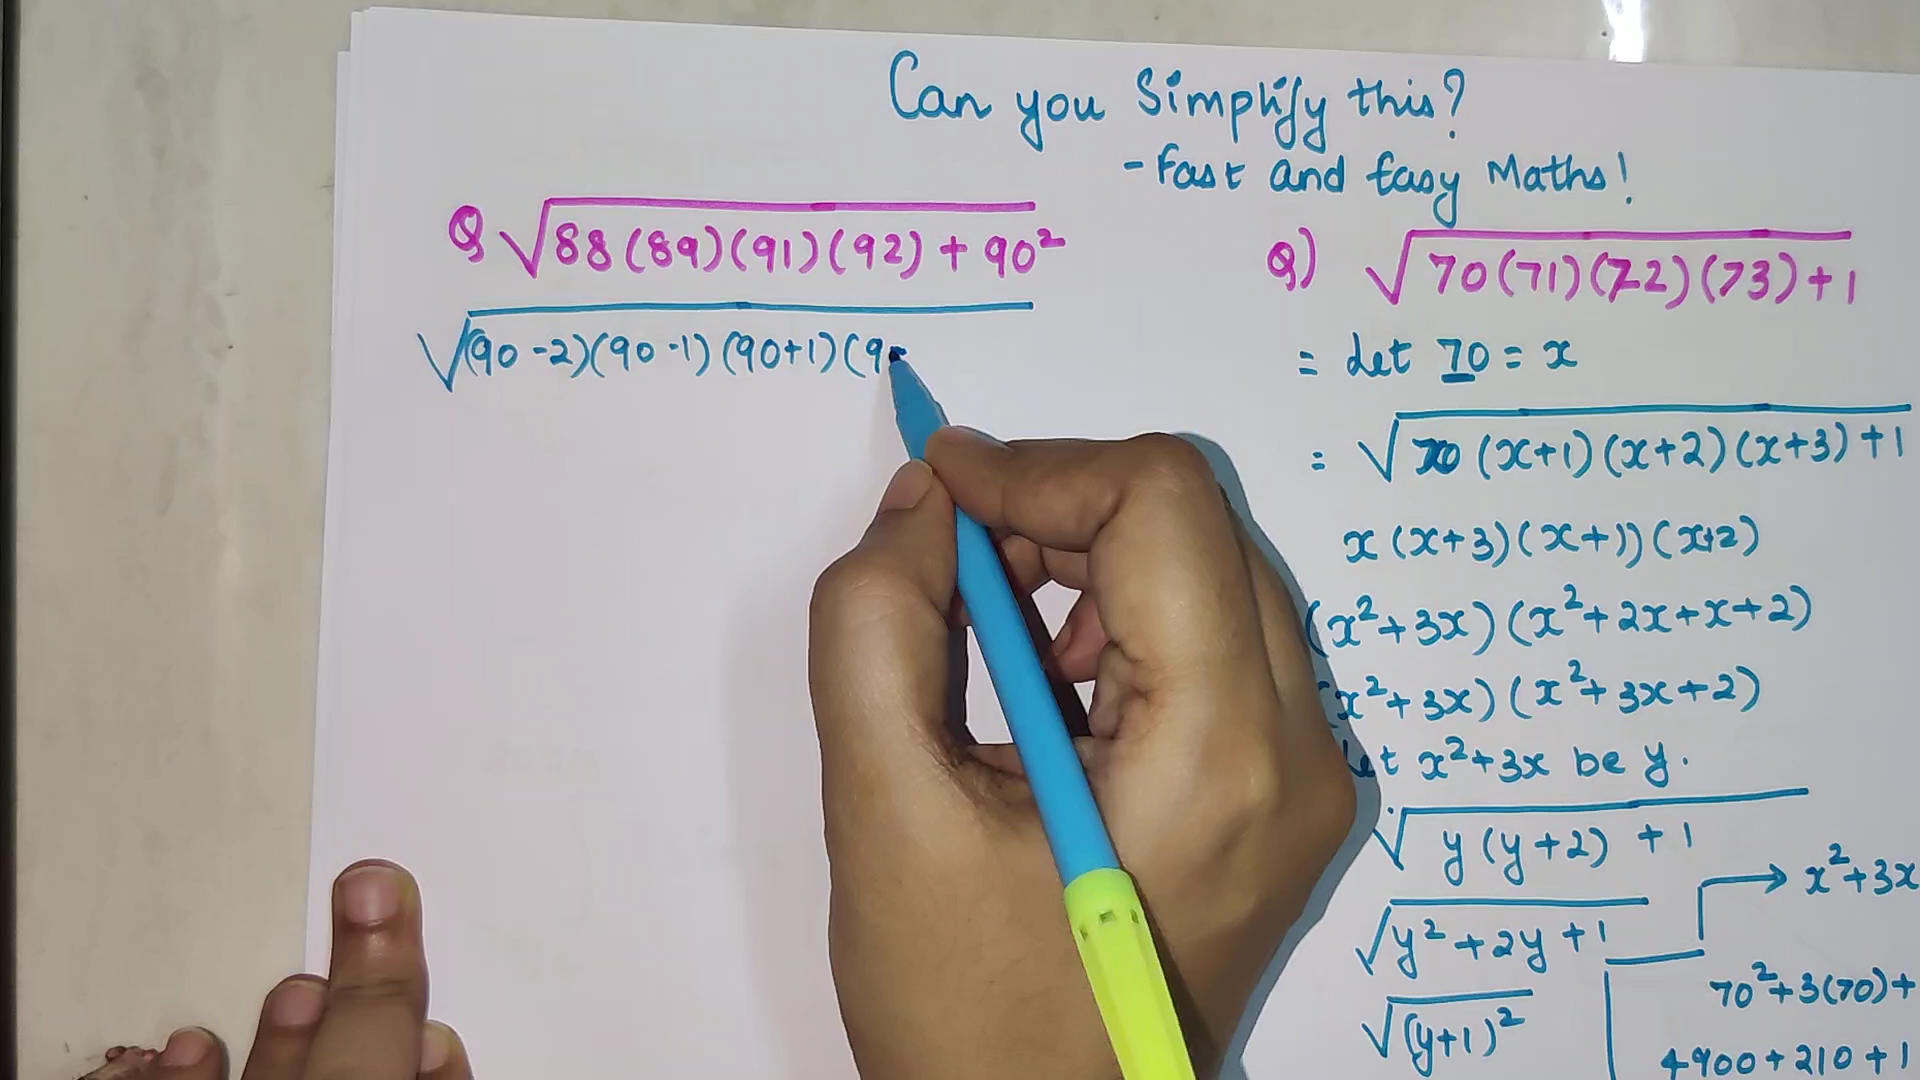 Can you Simplify this?
- Fast and Easy Maths!
Q √88(89)(91)(92) + 90²
√(90-2)(90-1)(90+1)(9
Q) √70(71)(72)(73)+1
= Let 70 = x
= √x(x+1)(x+2)(x+3)+1
x(x+3)(x+1)(x+2)
(x²+3x)(x²+2x+x+2)
(x²+3x)(x²+3x+2)
Let x²+3x be y.
√y(y+2) + 1
√y²+2y+1 → x²+3x
√(y+1)²
70²+3(70)+
4900+210+1